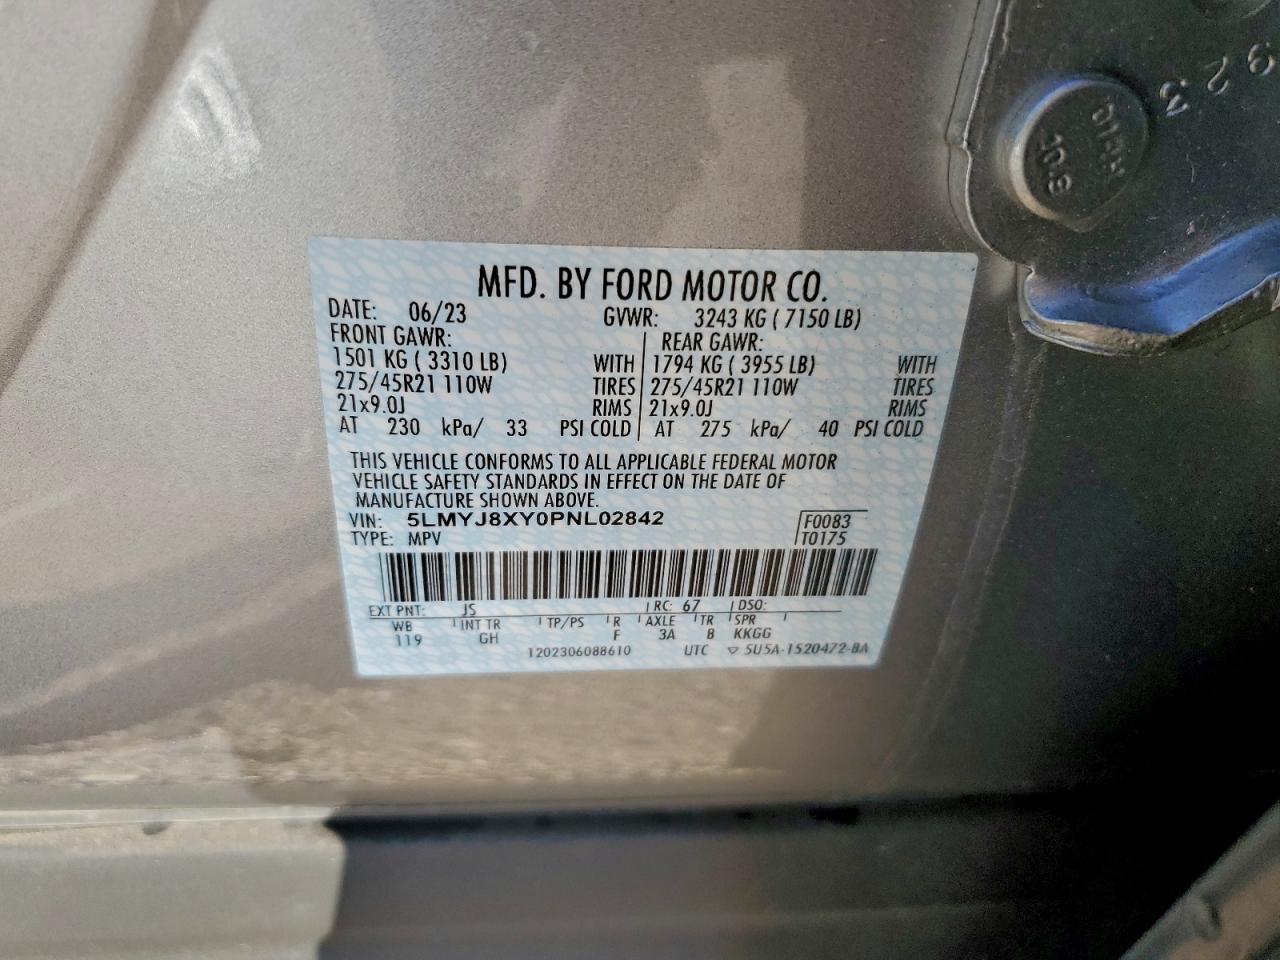 MFD. BY FORD MOTOR CO.
DATE: 06/23 GVWR: 3243 KG ( 7150 LB)
FRONT GAWR: REAR GAWR:
1501 KG ( 3310 LB) WITH 1794 KG ( 3955 LB) WITH
275/45R21 110W TIRES 275/45R21 110W TIRES
21x9.0J RIMS 21x9.0J RIMS
AT 230 kPa/ 33 PSI COLD AT 275 kPa/ 40 PSI COLD
THIS VEHICLE CONFORMS TO ALL APPLICABLE FEDERAL MOTOR
VEHICLE SAFETY STANDARDS IN EFFECT ON THE DATE OF
MANUFACTURE SHOWN ABOVE.
VIN: 5LMYJ8XY0PNL02842 F0083
TYPE: MPV T0175
EXT PNT: JS RC: 67 DSO:
WB INT TR TP/PS R AXLE TR SPR
119 GH F 3A B KKGG
1202306088610 UTC ▽ 5U5A-1520472-BA
923
10.9